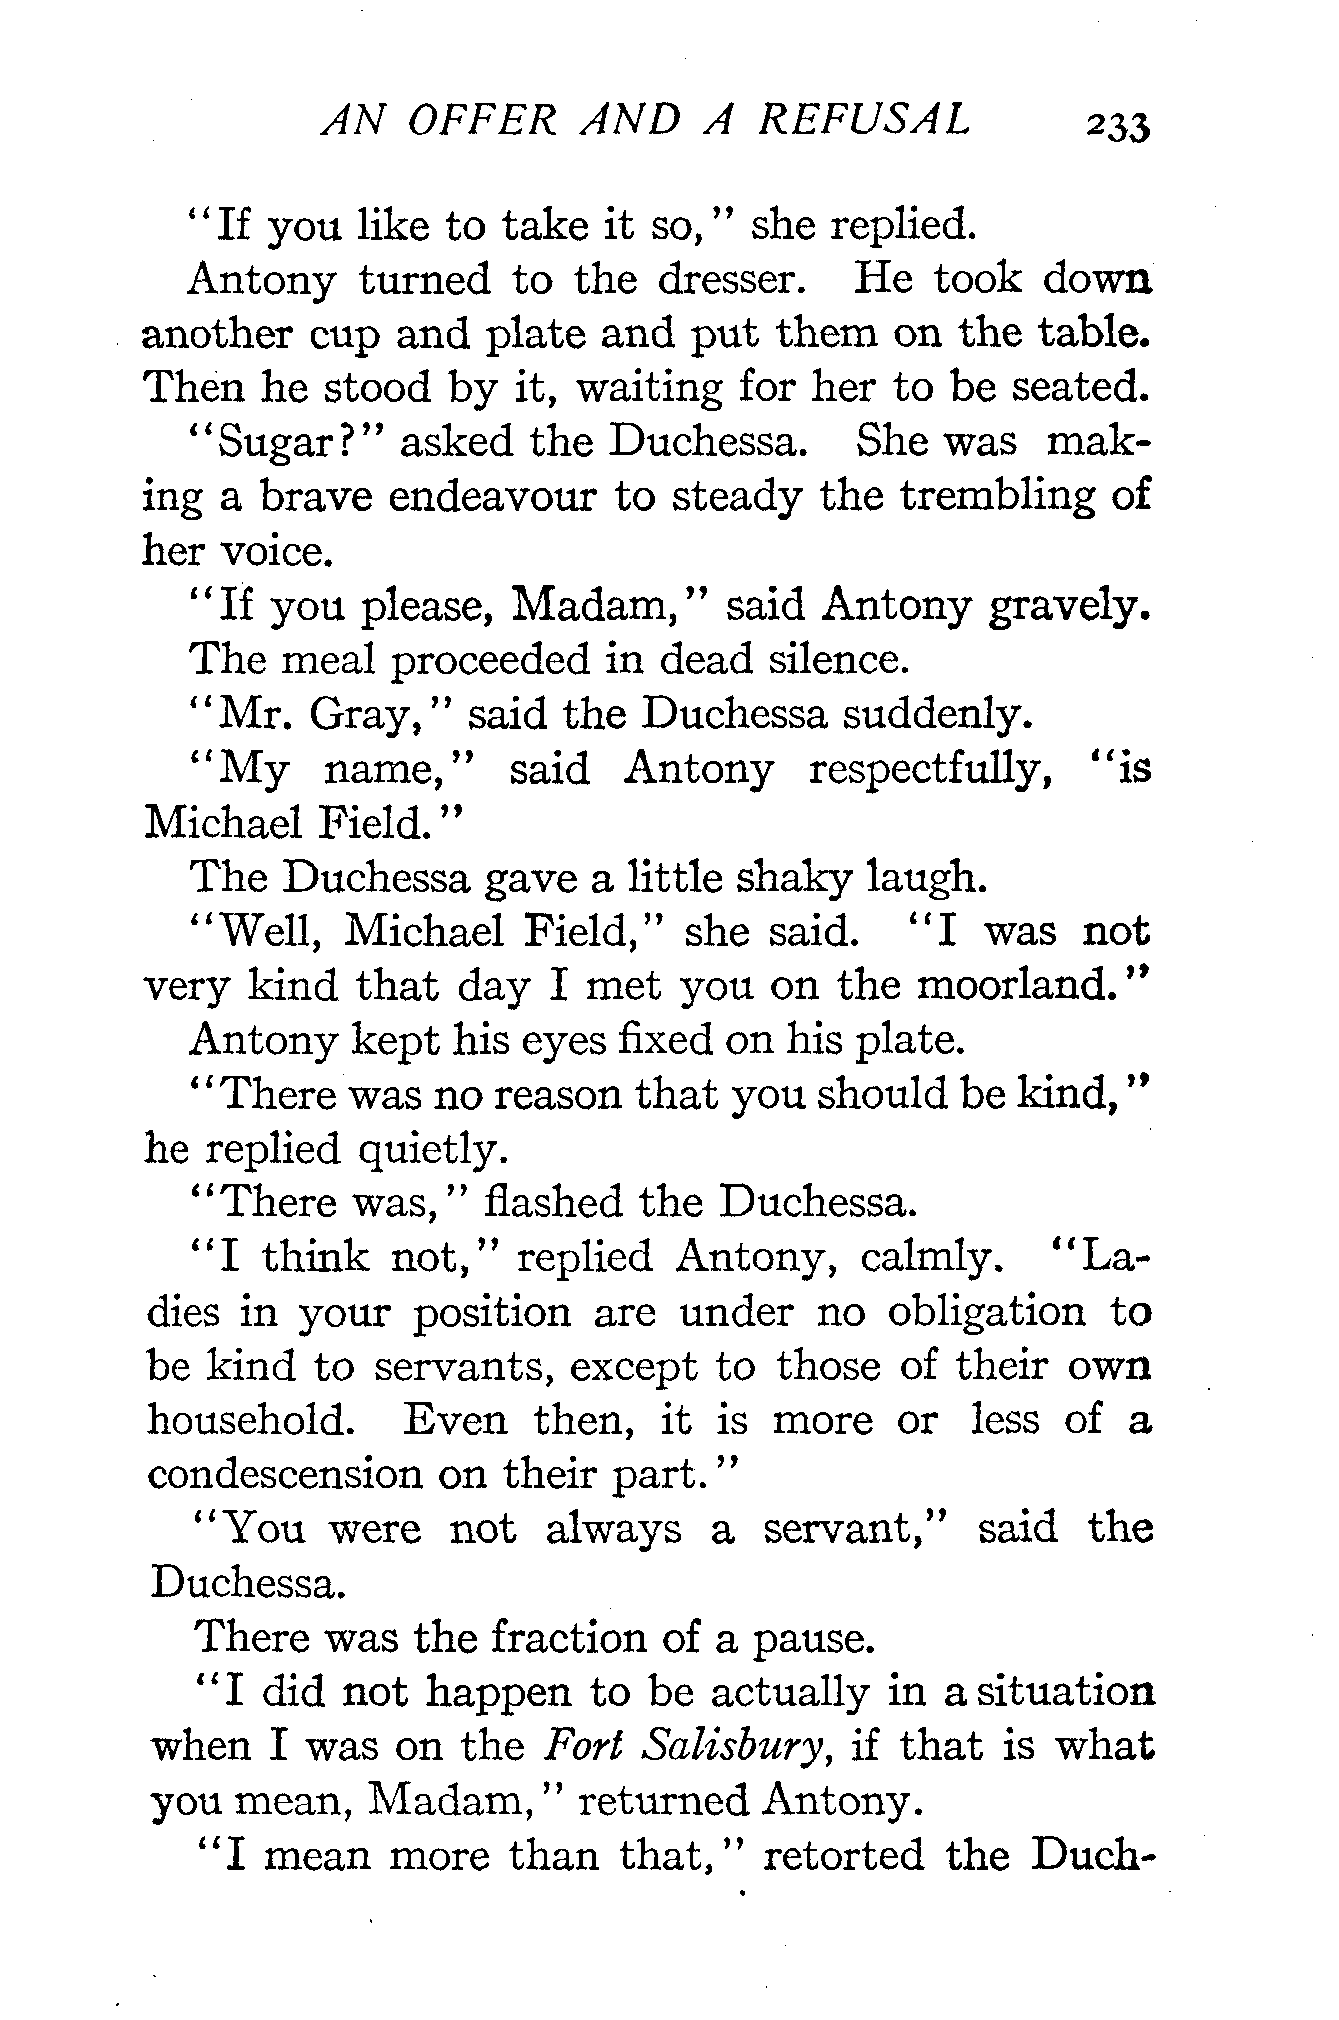 AN OFFER AND A REFUSAL 233
"If you like to take it so," she replied.
Antony turned to the dresser. He took down
another cup and plate and put them on the table.
Then he stood by it, waiting for her to be seated.
"Sugar?" asked the Duchessa. She was mak-
ing a brave endeavour to steady the trembling of
her voice.
"If you please, Madam," said Antony gravely.
The meal proceeded in dead silence.
"Mr. Gray," said the Duchessa suddenly.
"My name," said Antony respectfully, "is
Michael Field."
The Duchessa gave a little shaky laugh.
"Well, Michael Field," she said. "I was not
very kind that day I met you on the moorland."
Antony kept his eyes fixed on his plate.
"There was no reason that you should be kind,"
he replied quietly.
"There was," flashed the Duchessa.
"I think not," replied Antony, calmly. "La-
dies in your position are under no obligation to
be kind to servants, except to those of their own
household. Even then, it is more or less of a
condescension on their part."
"You were not always a servant," said the
Duchessa.
There was the fraction of a pause.
"I did not happen to be actually in a situation
when I was on the Fort Salisbury, if that is what
you mean, Madam," returned Antony.
"I mean more than that," retorted the Duch-